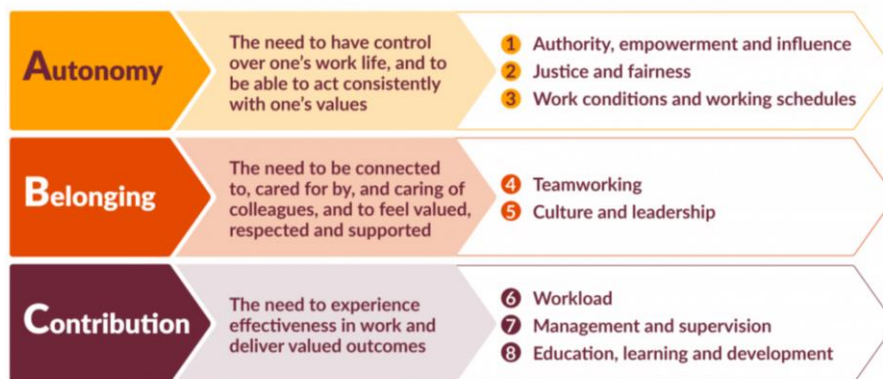 Autonomy
The need to have control
over one's work life, and to
be able to act consistently
with one's values
1 Authority, empowerment and influence
2 Justice and fairness
3 Work conditions and working schedules
Belonging
The need to be connected
to, cared for by, and caring of
colleagues, and to feel valued,
respected and supported
4 Teamworking
5 Culture and leadership
Contribution
The need to experience
effectiveness in work and
deliver valued outcomes
6 Workload
7 Management and supervision
8 Education, learning and development